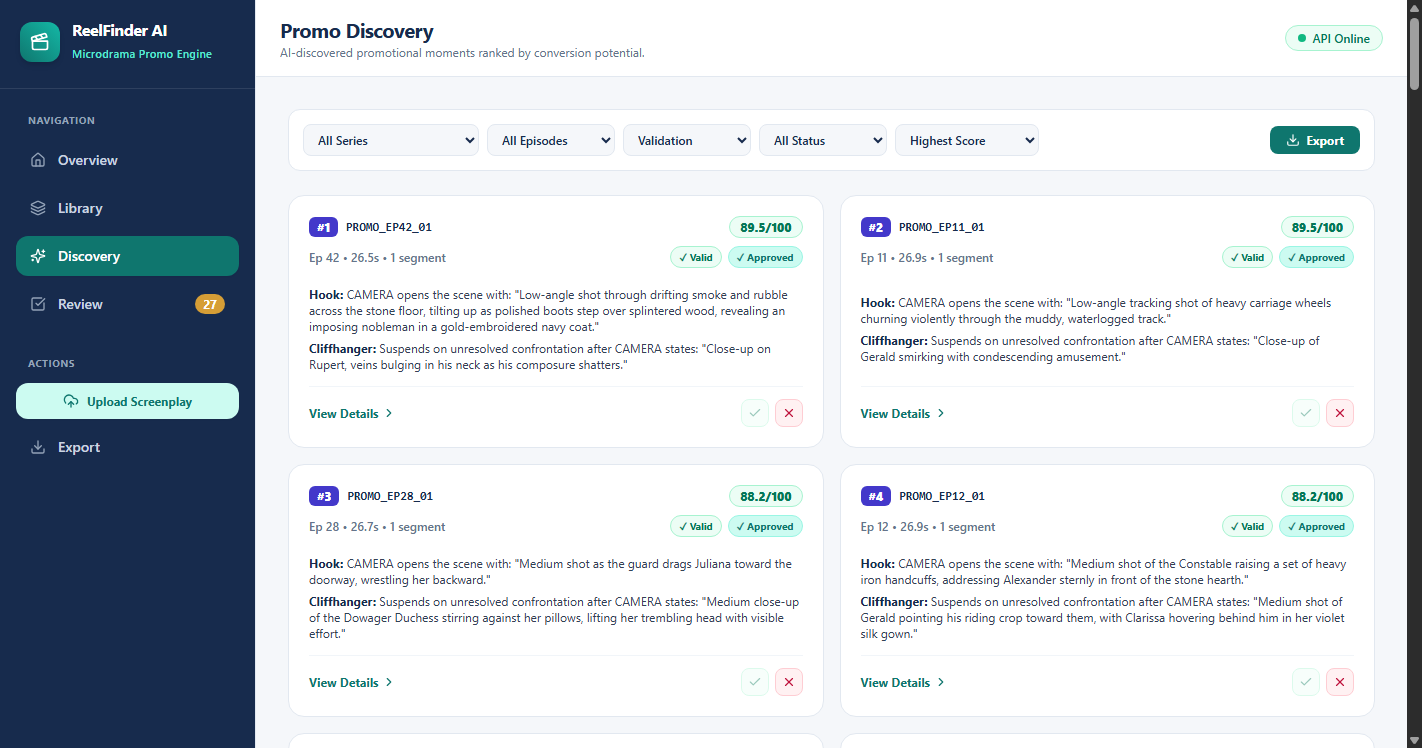 ReelFinder AI
Microdrama Promo Engine
NAVIGATION
Overview
Library
Discovery
Review
27
ACTIONS
Upload Screenplay
Export
Promo Discovery
AI-discovered promotional moments ranked by conversion potential.
API Online
All Series
All Episodes
Validation
All Status
Highest Score
Export
#1 PROMO_EP42_01
89.5/100
Ep 42 • 26.5s • 1 segment
✓ Valid
✓ Approved
Hook: CAMERA opens the scene with: "Low-angle shot through drifting smoke and rubble
across the stone floor, tilting up as polished boots step over splintered wood, revealing an
imposing nobleman in a gold-embroidered navy coat."
Cliffhanger: Suspends on unresolved confrontation after CAMERA states: "Close-up on
Rupert, veins bulging in his neck as his composure shatters."
View Details
#2 PROMO_EP11_01
89.5/100
Ep 11 • 26.9s • 1 segment
✓ Valid
✓ Approved
Hook: CAMERA opens the scene with: "Low-angle tracking shot of heavy carriage wheels
churning violently through the muddy, waterlogged track."
Cliffhanger: Suspends on unresolved confrontation after CAMERA states: "Close-up of
Gerald smirking with condescending amusement."
View Details
#3 PROMO_EP28_01
88.2/100
Ep 28 • 26.7s • 1 segment
✓ Valid
✓ Approved
Hook: CAMERA opens the scene with: "Medium shot as the guard drags Juliana toward the
doorway, wrestling her backward."
Cliffhanger: Suspends on unresolved confrontation after CAMERA states: "Medium close-up
of the Dowager Duchess stirring against her pillows, lifting her trembling head with visible
effort."
View Details
#4 PROMO_EP12_01
88.2/100
Ep 12 • 26.9s • 1 segment
✓ Valid
✓ Approved
Hook: CAMERA opens the scene with: "Medium shot of the Constable raising a set of heavy
iron handcuffs, addressing Alexander sternly in front of the stone hearth."
Cliffhanger: Suspends on unresolved confrontation after CAMERA states: "Medium shot of
Gerald pointing his riding crop toward them, with Clarissa hovering behind him in her violet
silk gown."
View Details